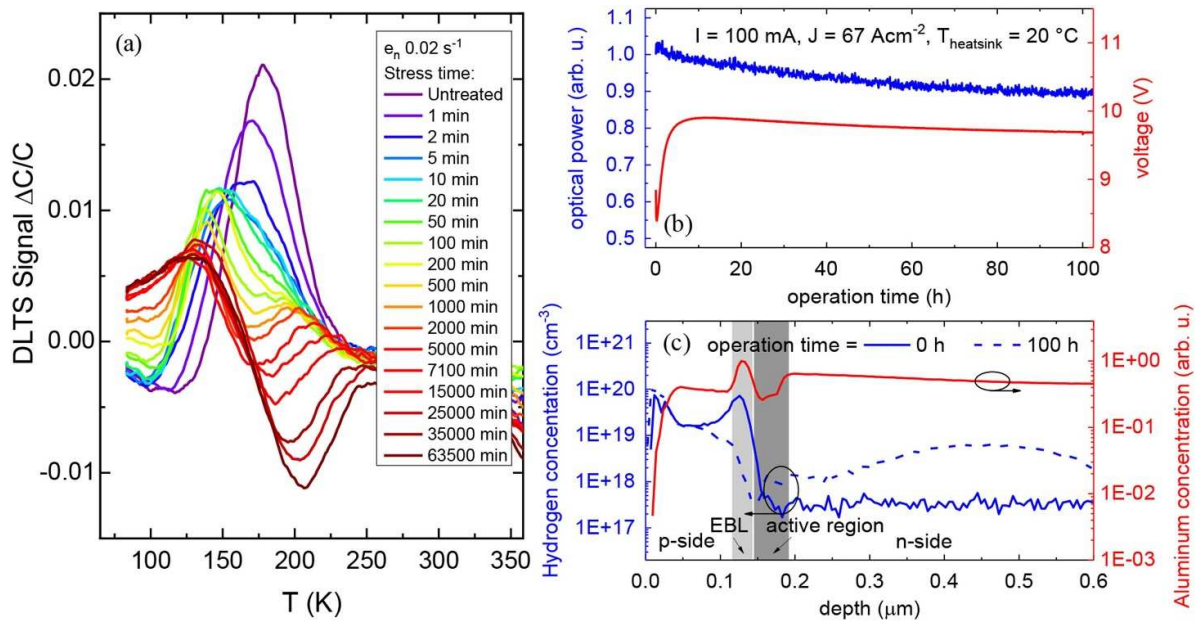 (a)
e_n 0.02 s⁻¹
Stress time:
Untreated
1 min
2 min
5 min
10 min
20 min
50 min
100 min
200 min
500 min
1000 min
2000 min
5000 min
7100 min
15000 min
25000 min
35000 min
63500 min
DLTS Signal ΔC/C
0.02
0.01
0.00
-0.01
100
150
200
250
300
350
T (K)
I = 100 mA, J = 67 Acm⁻², T_heatsink = 20 °C
(b)
optical power (arb. u.)
1.1
1.0
0.9
0.8
0.7
0.6
0.5
voltage (V)
11
10
9
8
0
20
40
60
80
100
operation time (h)
(c)
operation time =
0 h
100 h
Hydrogen concentation (cm⁻³)
1E+21
1E+20
1E+19
1E+18
1E+17
Aluminum concentration (arb. u.)
1E+00
1E-01
1E-02
1E-03
EBL
active region
p-side
n-side
0.0
0.1
0.2
0.3
0.4
0.5
0.6
depth (μm)